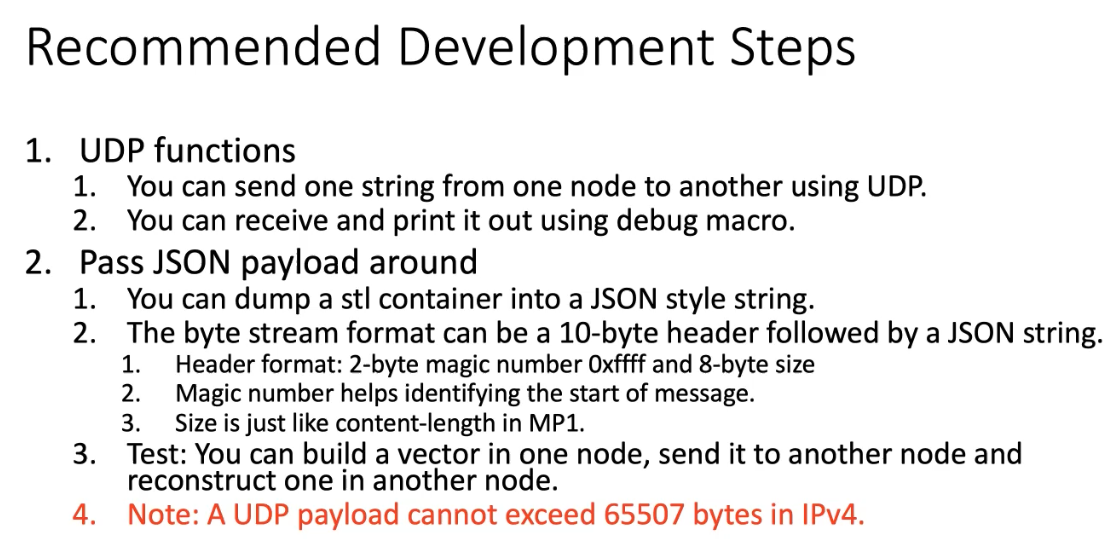 Recommended Development Steps
1. UDP functions
1. You can send one string from one node to another using UDP.
2. You can receive and print it out using debug macro.
2. Pass JSON payload around
1. You can dump a stl container into a JSON style string.
2. The byte stream format can be a 10-byte header followed by a JSON string.
1. Header format: 2-byte magic number 0xffff and 8-byte size
2. Magic number helps identifying the start of message.
3. Size is just like content-length in MP1.
3. Test: You can build a vector in one node, send it to another node and
reconstruct one in another node.
4. Note: A UDP payload cannot exceed 65507 bytes in IPv4.